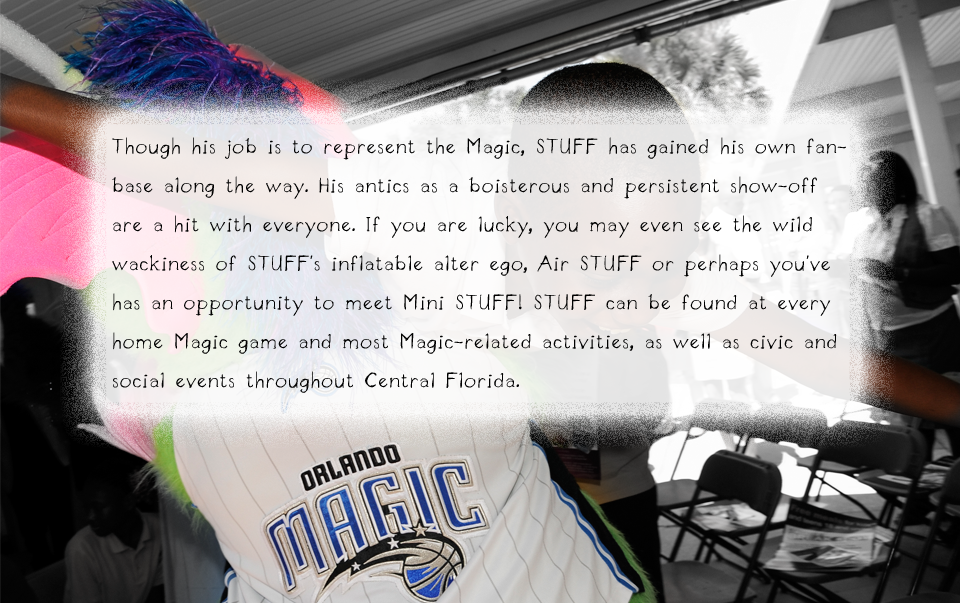 Though his job is to represent the Magic, STUFF has gained his own fan-
base along the way. His antics as a boisterous and persistent show-off
are a hit with everyone. If you are lucky, you may even see the wild
wackiness of STUFF's inflatable alter ego, Air STUFF or perhaps you've
has an opportunity to meet Mini STUFF! STUFF can be found at every
home Magic game and most Magic-related activities, as well as civic and
social events throughout Central Florida.
ORLANDO
MAGIC